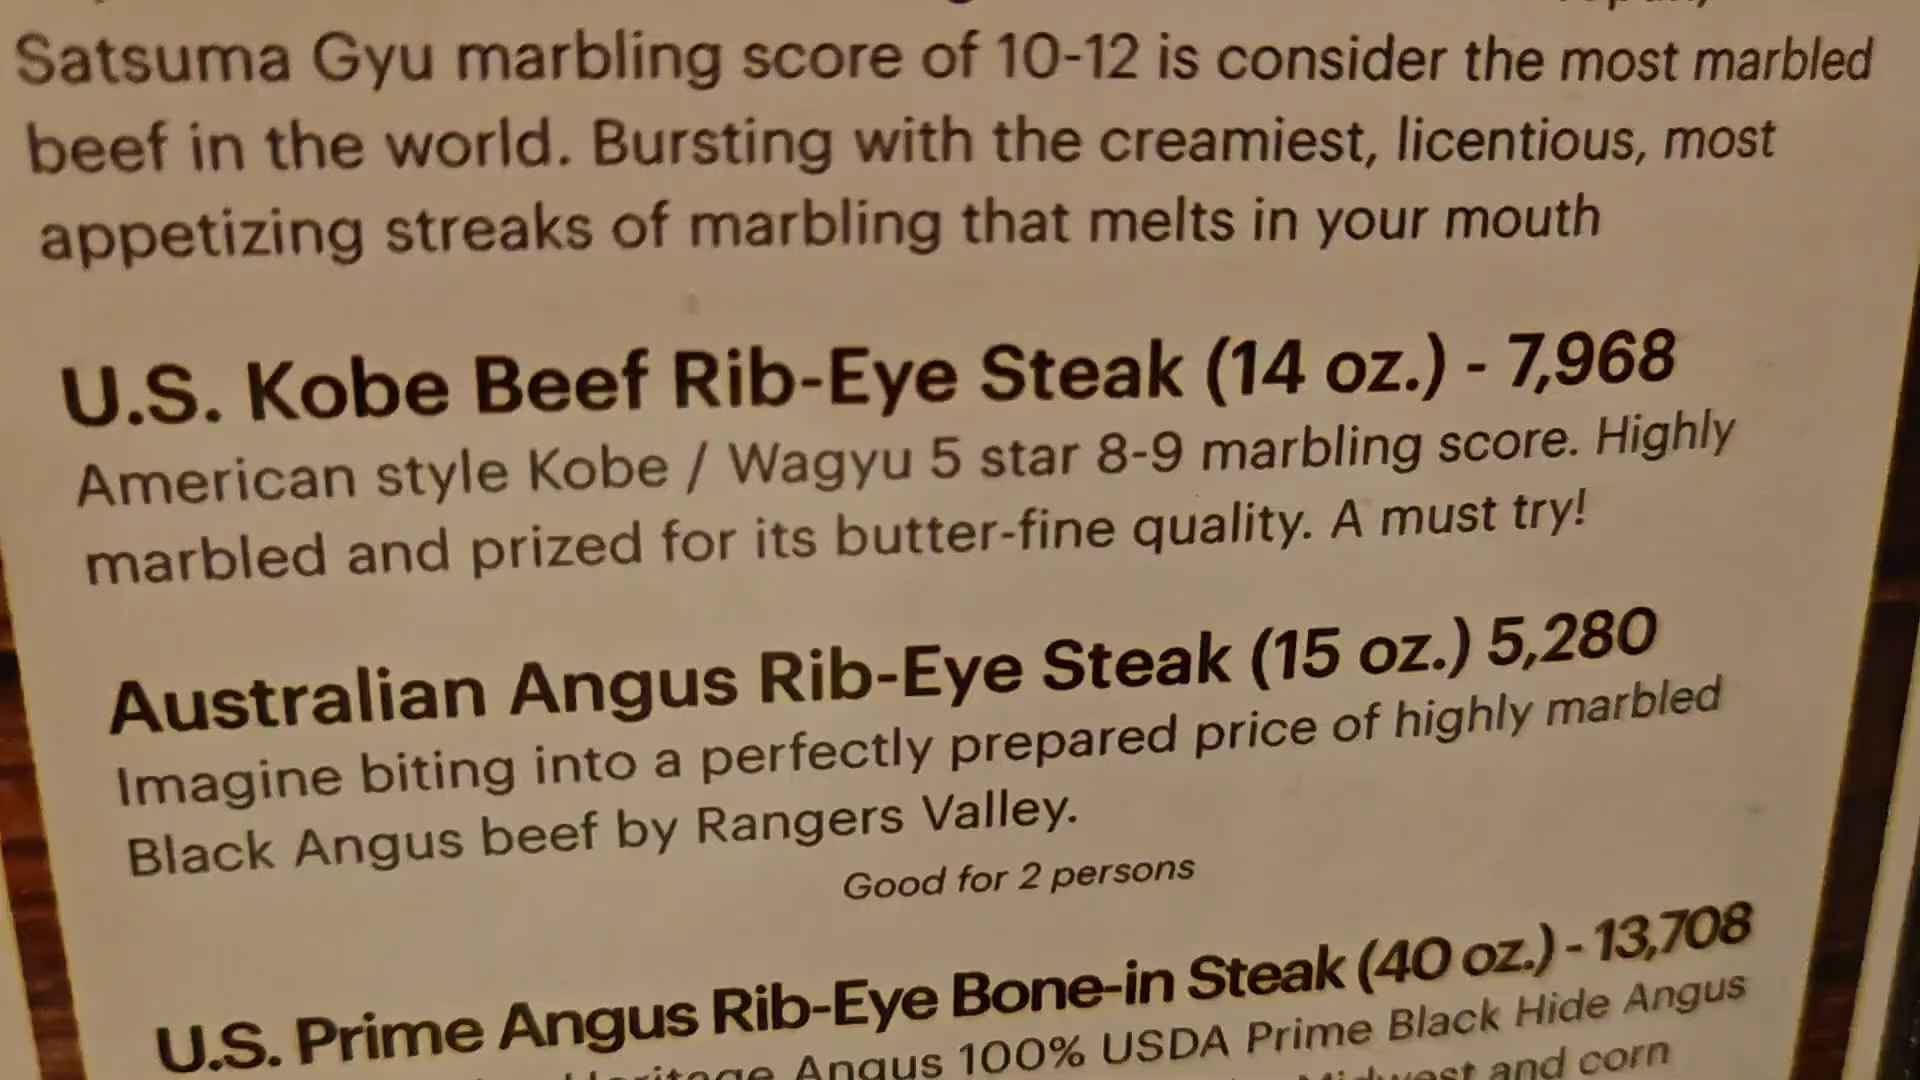 Satsuma Gyu marbling score of 10-12 is consider the most marbled
beef in the world. Bursting with the creamiest, licentious, most
appetizing streaks of marbling that melts in your mouth
U.S. Kobe Beef Rib-Eye Steak (14 oz.) - 7,968
American style Kobe / Wagyu 5 star 8-9 marbling score. Highly
marbled and prized for its butter-fine quality. A must try!
Australian Angus Rib-Eye Steak (15 oz.) 5,280
Imagine biting into a perfectly prepared price of highly marbled
Black Angus beef by Rangers Valley.
Good for 2 persons
U.S. Prime Angus Rib-Eye Bone-in Steak (40 oz.) - 13,708
Heritage Angus 100% USDA Prime Black Hide Angus
Midwest and corn